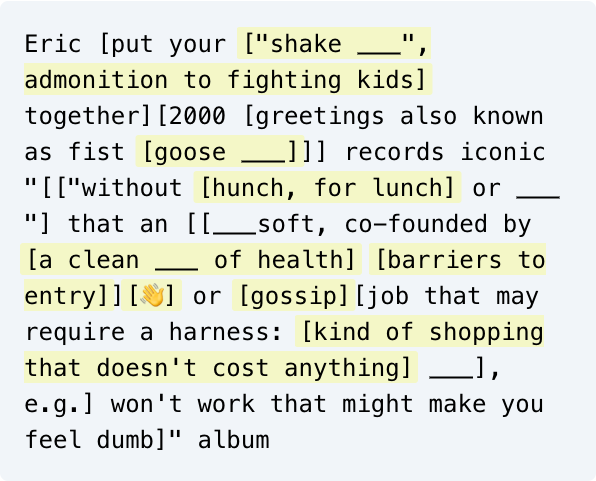 Eric [put your ["shake ___",
admonition to fighting kids]
together][2000 [greetings also known
as fist [goose ___]]] records iconic
"[["without [hunch, for lunch] or ___
"] that an [[___soft, co-founded by
[a clean ___ of health] [barriers to
entry]][👋] or [gossip][job that may
require a harness: [kind of shopping
that doesn't cost anything] ___],
e.g.] won't work that might make you
feel dumb]" album